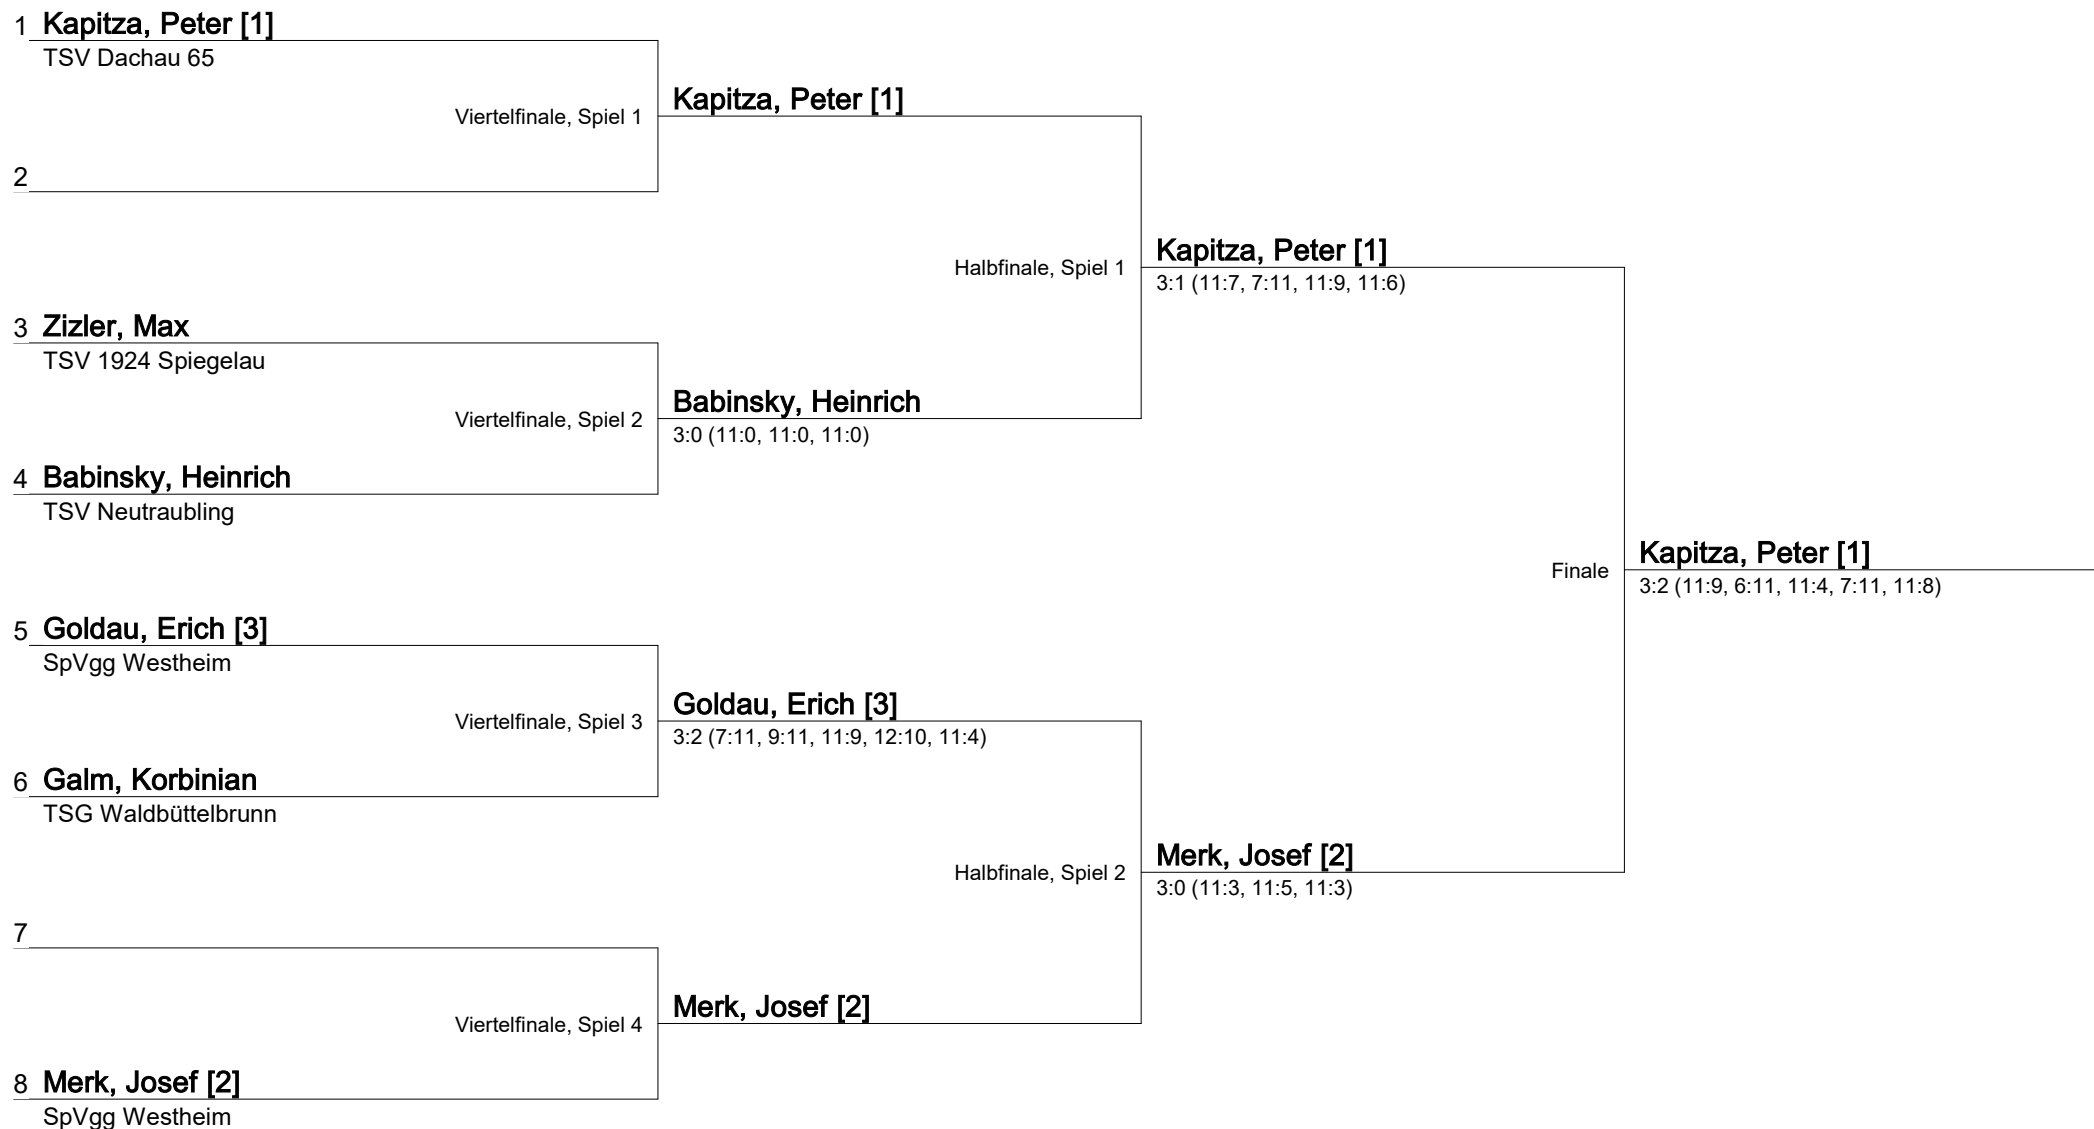 1 Kapitza, Peter [1]
TSV Dachau 65
Viertelfinale, Spiel 1
Kapitza, Peter [1]
2
Halbfinale, Spiel 1
Kapitza, Peter [1]
3:1 (11:7, 7:11, 11:9, 11:6)
3 Zizler, Max
TSV 1924 Spiegelau
Viertelfinale, Spiel 2
Babinsky, Heinrich
3:0 (11:0, 11:0, 11:0)
4 Babinsky, Heinrich
TSV Neutraubling
Finale
Kapitza, Peter [1]
3:2 (11:9, 6:11, 11:4, 7:11, 11:8)
5 Goldau, Erich [3]
SpVgg Westheim
Viertelfinale, Spiel 3
Goldau, Erich [3]
3:2 (7:11, 9:11, 11:9, 12:10, 11:4)
6 Galm, Korbinian
TSG Waldbüttelbrunn
Halbfinale, Spiel 2
Merk, Josef [2]
3:0 (11:3, 11:5, 11:3)
7
Viertelfinale, Spiel 4
Merk, Josef [2]
8 Merk, Josef [2]
SpVgg Westheim